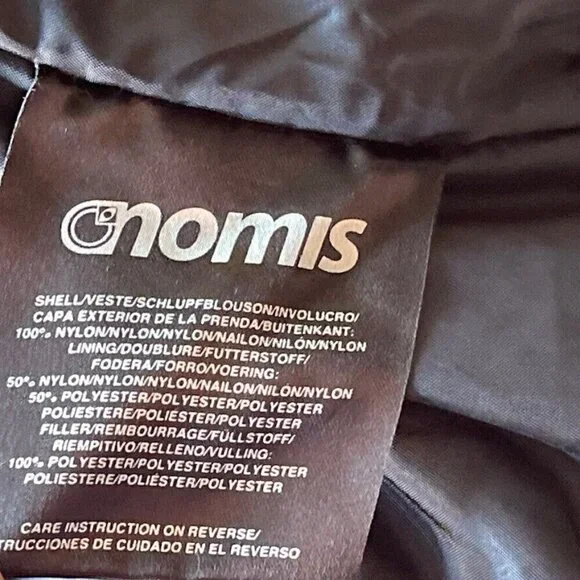 nomis
SHELL/VESTE/SCHLUPFBLOUSON/INVOLUCRO/
CAPA EXTERIOR DE LA PRENDA/BUITENKANT:
100% NYLON/NYLON/NYLON/NAILON/NILÓN/NYLON
LINING/DOUBLURE/FUTTERSTOFF/
FODERA/FORRO/VOERING:
50% NYLON/NYLON/NYLON/NAILON/NILÓN/NYLON
50% POLYESTER/POLYESTER/POLYESTER
POLIESTERE/POLIÉSTER/POLYESTER
FILLER/REMBOURRAGE/FÜLLSTOFF/
RIEMPITIVO/RELLENO/VULLING:
100% POLYESTER/POLYESTER/POLYESTER
POLIESTERE/POLIÉSTER/POLYESTER
CARE INSTRUCTION ON REVERSE/
TRUCCIONES DE CUIDADO EN EL REVERSO